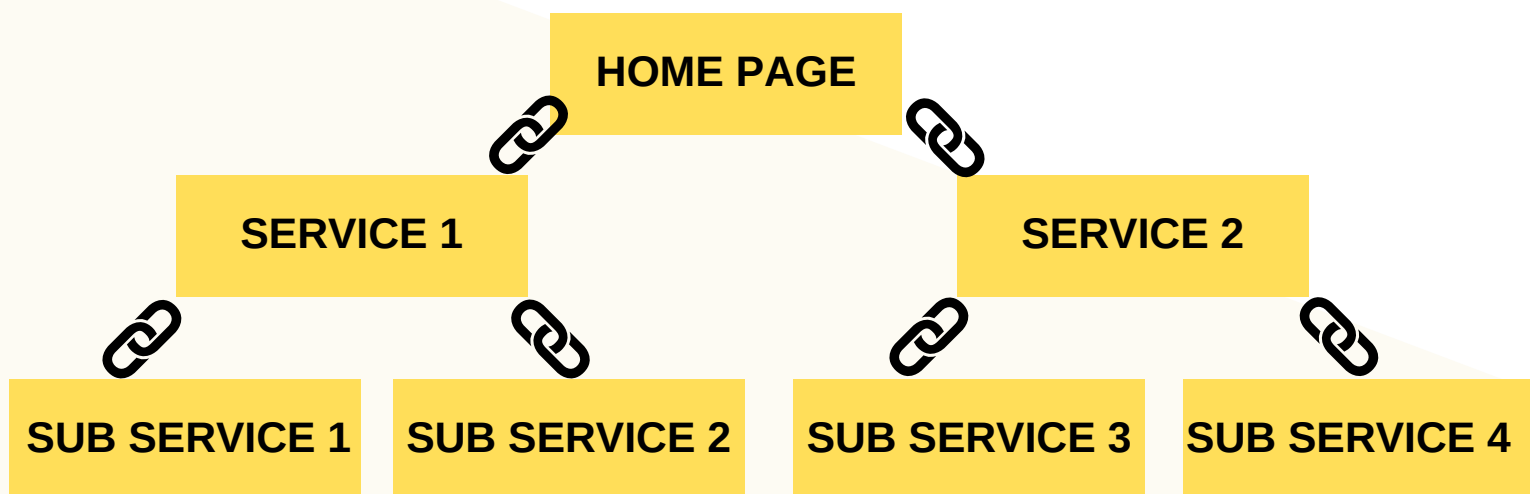 HOME PAGE
SERVICE 1
SERVICE 2
SUB SERVICE 1
SUB SERVICE 2
SUB SERVICE 3
SUB SERVICE 4